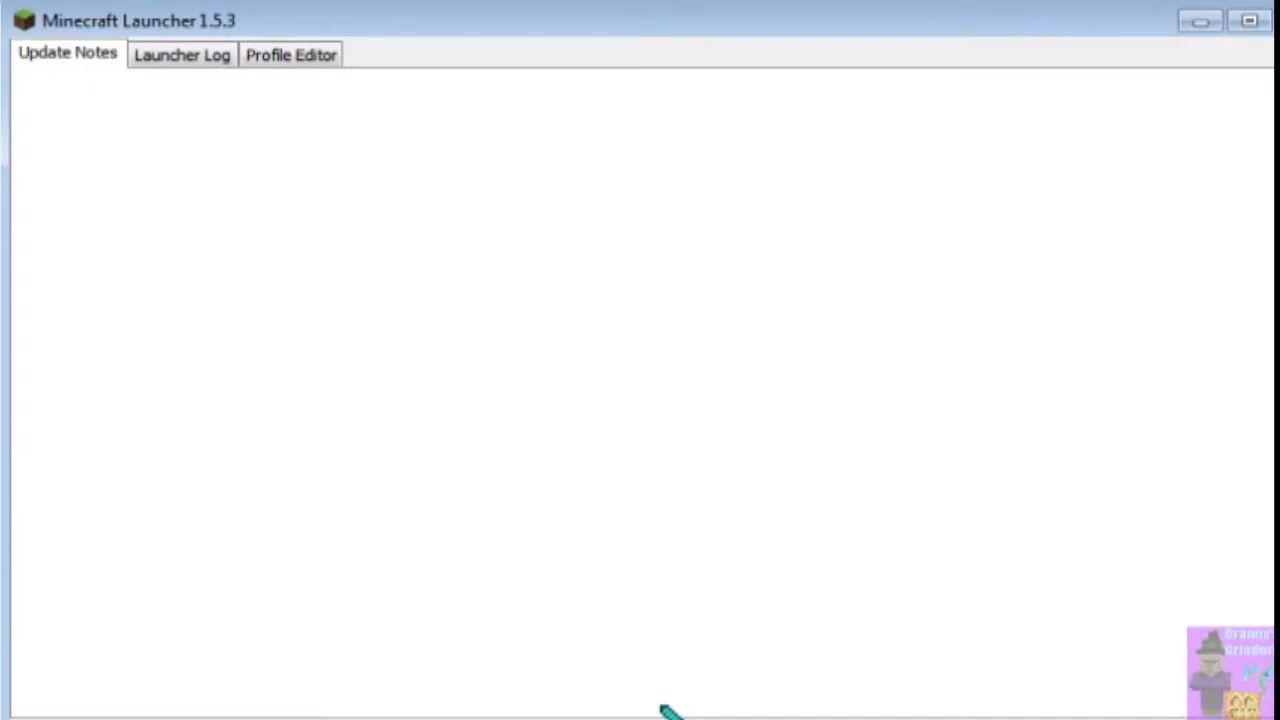 Minecraft Launcher 1.5.3
Update Notes
Launcher Log
Profile Editor